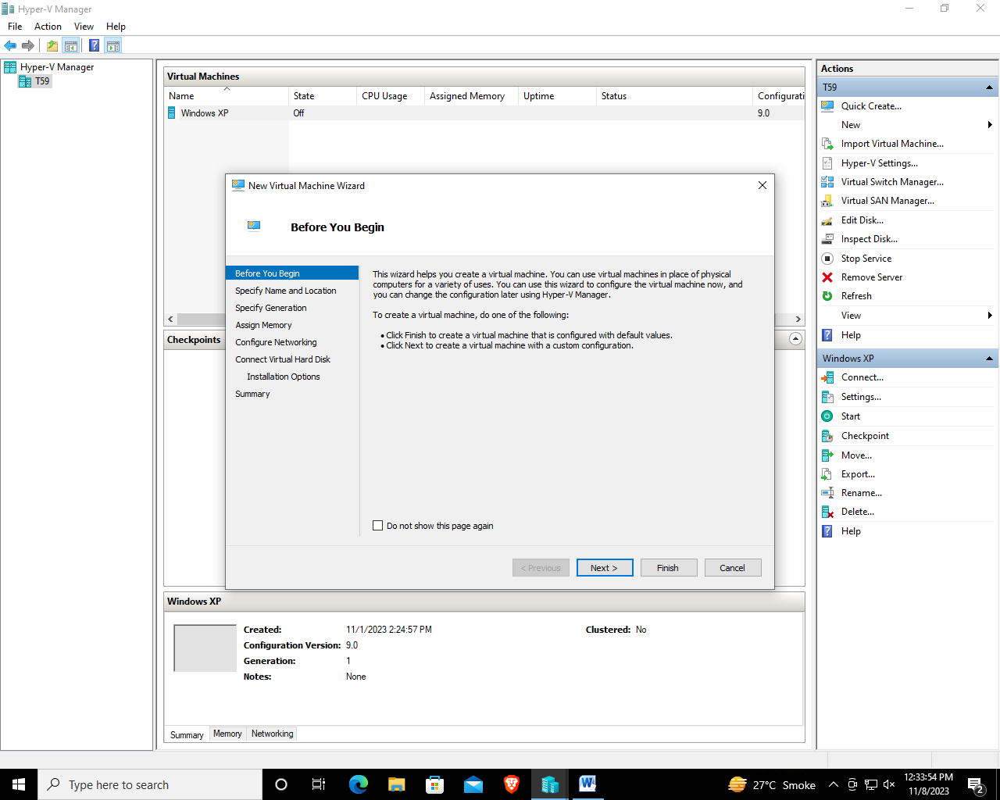 Hyper-V Manager
File Action View Help
Hyper-V Manager
T59
Virtual Machines
Name State CPU Usage Assigned Memory Uptime Status Configurati
Windows XP Off 9.0
New Virtual Machine Wizard
Before You Begin
Before You Begin
Specify Name and Location
Specify Generation
Assign Memory
Configure Networking
Connect Virtual Hard Disk
Installation Options
Summary
This wizard helps you create a virtual machine. You can use virtual machines in place of physical
computers for a variety of uses. You can use this wizard to configure the virtual machine now, and
you can change the configuration later using Hyper-V Manager.
To create a virtual machine, do one of the following:
• Click Finish to create a virtual machine that is configured with default values.
• Click Next to create a virtual machine with a custom configuration.
Do not show this page again
< Previous Next > Finish Cancel
Checkpoints
Windows XP
Created: 11/1/2023 2:24:57 PM Clustered: No
Configuration Version: 9.0
Generation: 1
Notes: None
Summary Memory Networking
Actions
T59
Quick Create...
New
Import Virtual Machine...
Hyper-V Settings...
Virtual Switch Manager...
Virtual SAN Manager...
Edit Disk...
Inspect Disk...
Stop Service
Remove Server
Refresh
View
Help
Windows XP
Connect...
Settings...
Start
Checkpoint
Move...
Export...
Rename...
Delete...
Help
Type here to search
27°C Smoke
12:33:54 PM
11/8/2023
2